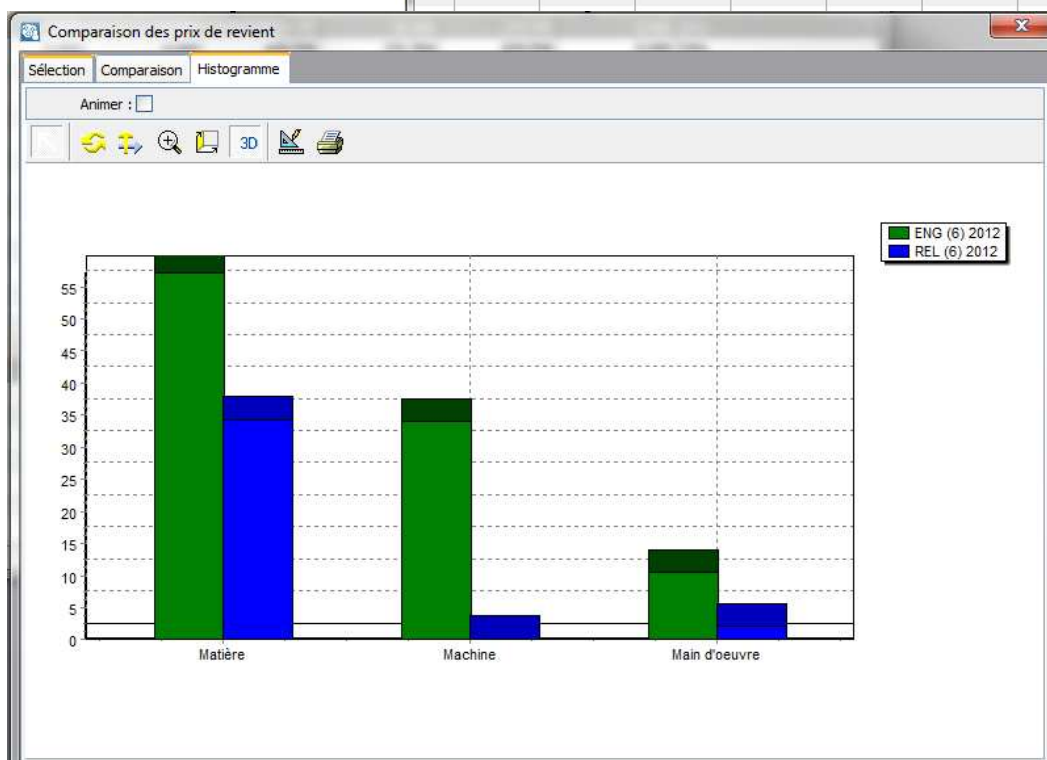 Comparaison des prix de revient
Sélection Comparaison Histogramme
Animer :
3D
ENG (6) 2012
REL (6) 2012
55
50
45
40
35
30
25
20
15
10
5
0
Matière Machine Main d'oeuvre